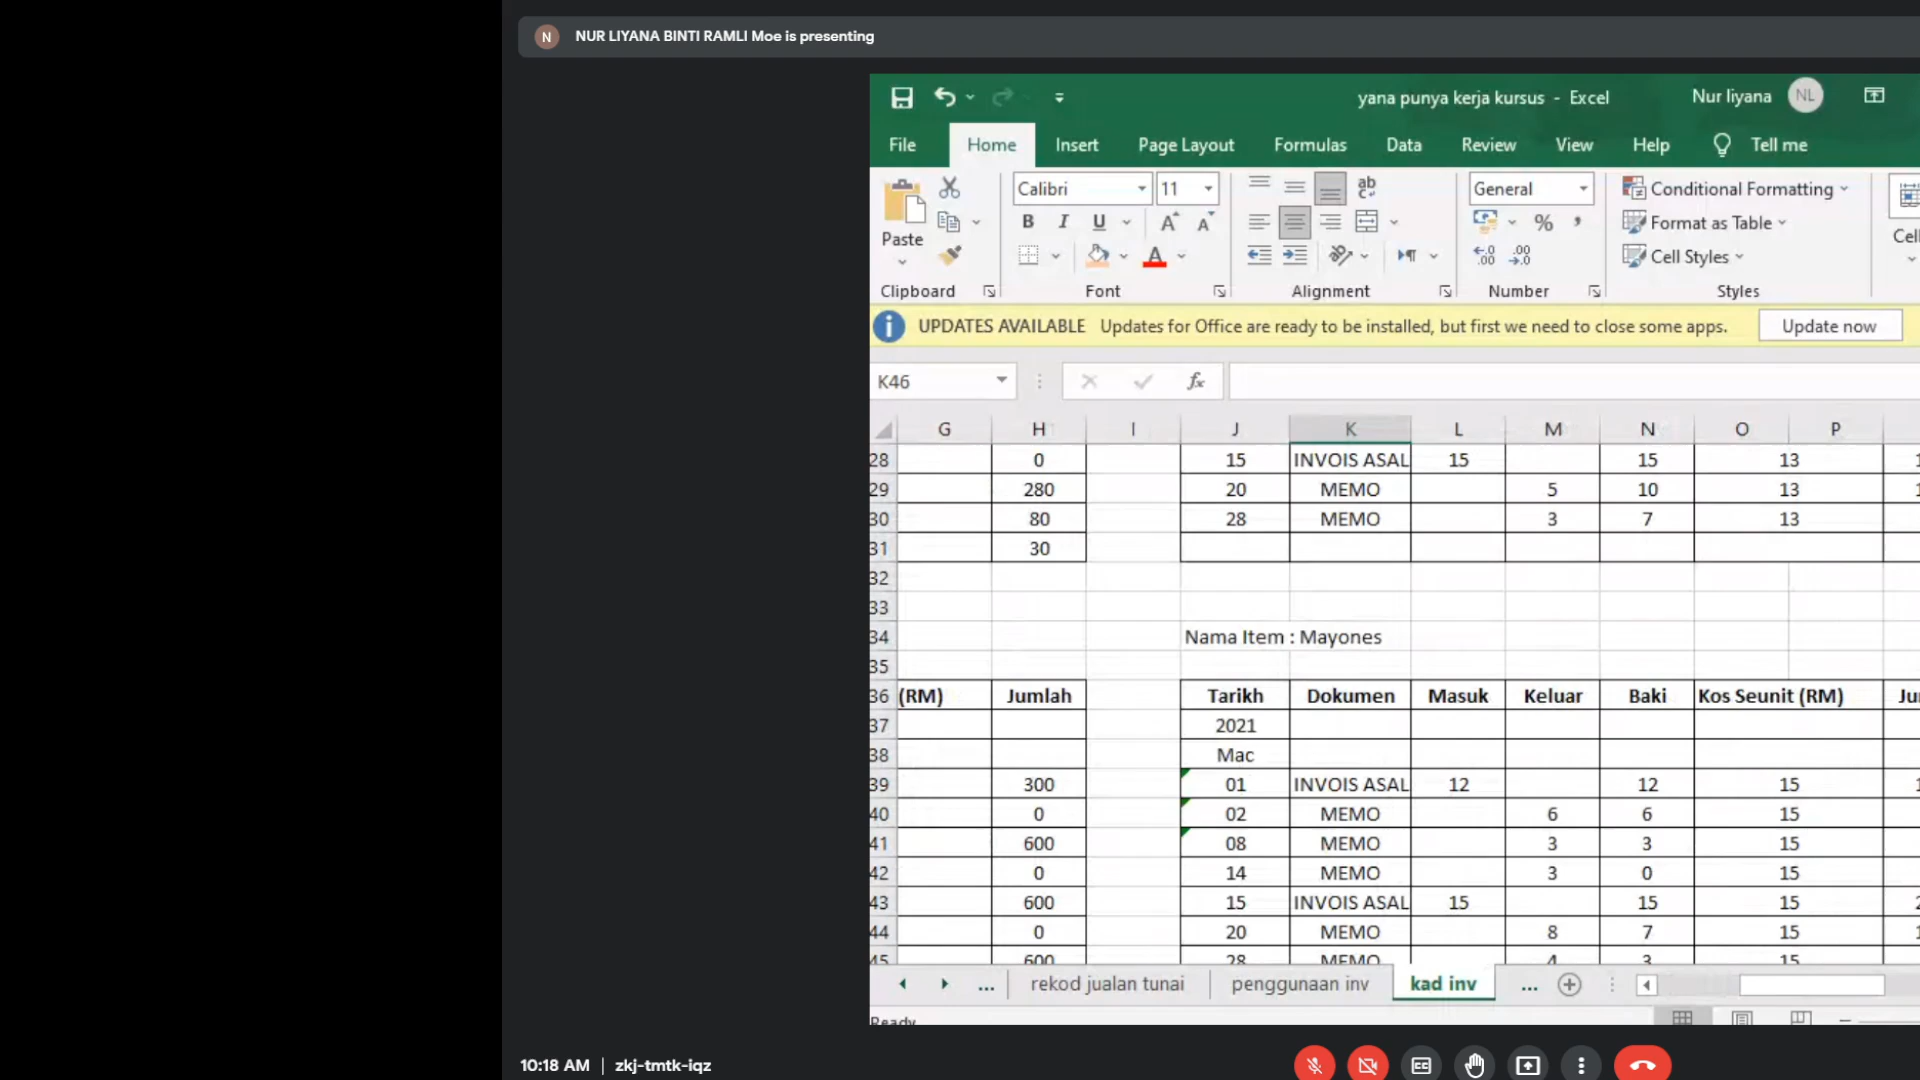 N NUR LIYANA BINTI RAMLI Moe is presenting
yana punya kerja kursus - Excel Nur liyana NL
File Home Insert Page Layout Formulas Data Review View Help Tell me
Paste Calibri 11 General Conditional Formatting
B I U A A % Format as Table
A Cell Styles
Clipboard Font Alignment Number Styles
UPDATES AVAILABLE Updates for Office are ready to be installed, but first we need to close some apps. Update now
K46 fx
G H I J K L M N O P
28 0 15 INVOIS ASAL 15 15 13
29 280 20 MEMO 5 10 13
30 80 28 MEMO 3 7 13
31 30
32
33
34 Nama Item : Mayones
35
36 (RM) Jumlah Tarikh Dokumen Masuk Keluar Baki Kos Seunit (RM)
37 2021
38 Mac
39 300 01 INVOIS ASAL 12 12 15
40 0 02 MEMO 6 6 15
41 600 08 MEMO 3 3 15
42 0 14 MEMO 3 0 15
43 600 15 INVOIS ASAL 15 15 15
44 0 20 MEMO 8 7 15
45 600 28 MEMO 4 3 15
... rekod jualan tunai penggunaan inv kad inv ...
Ready
10:18 AM | zkj-tmtk-iqz